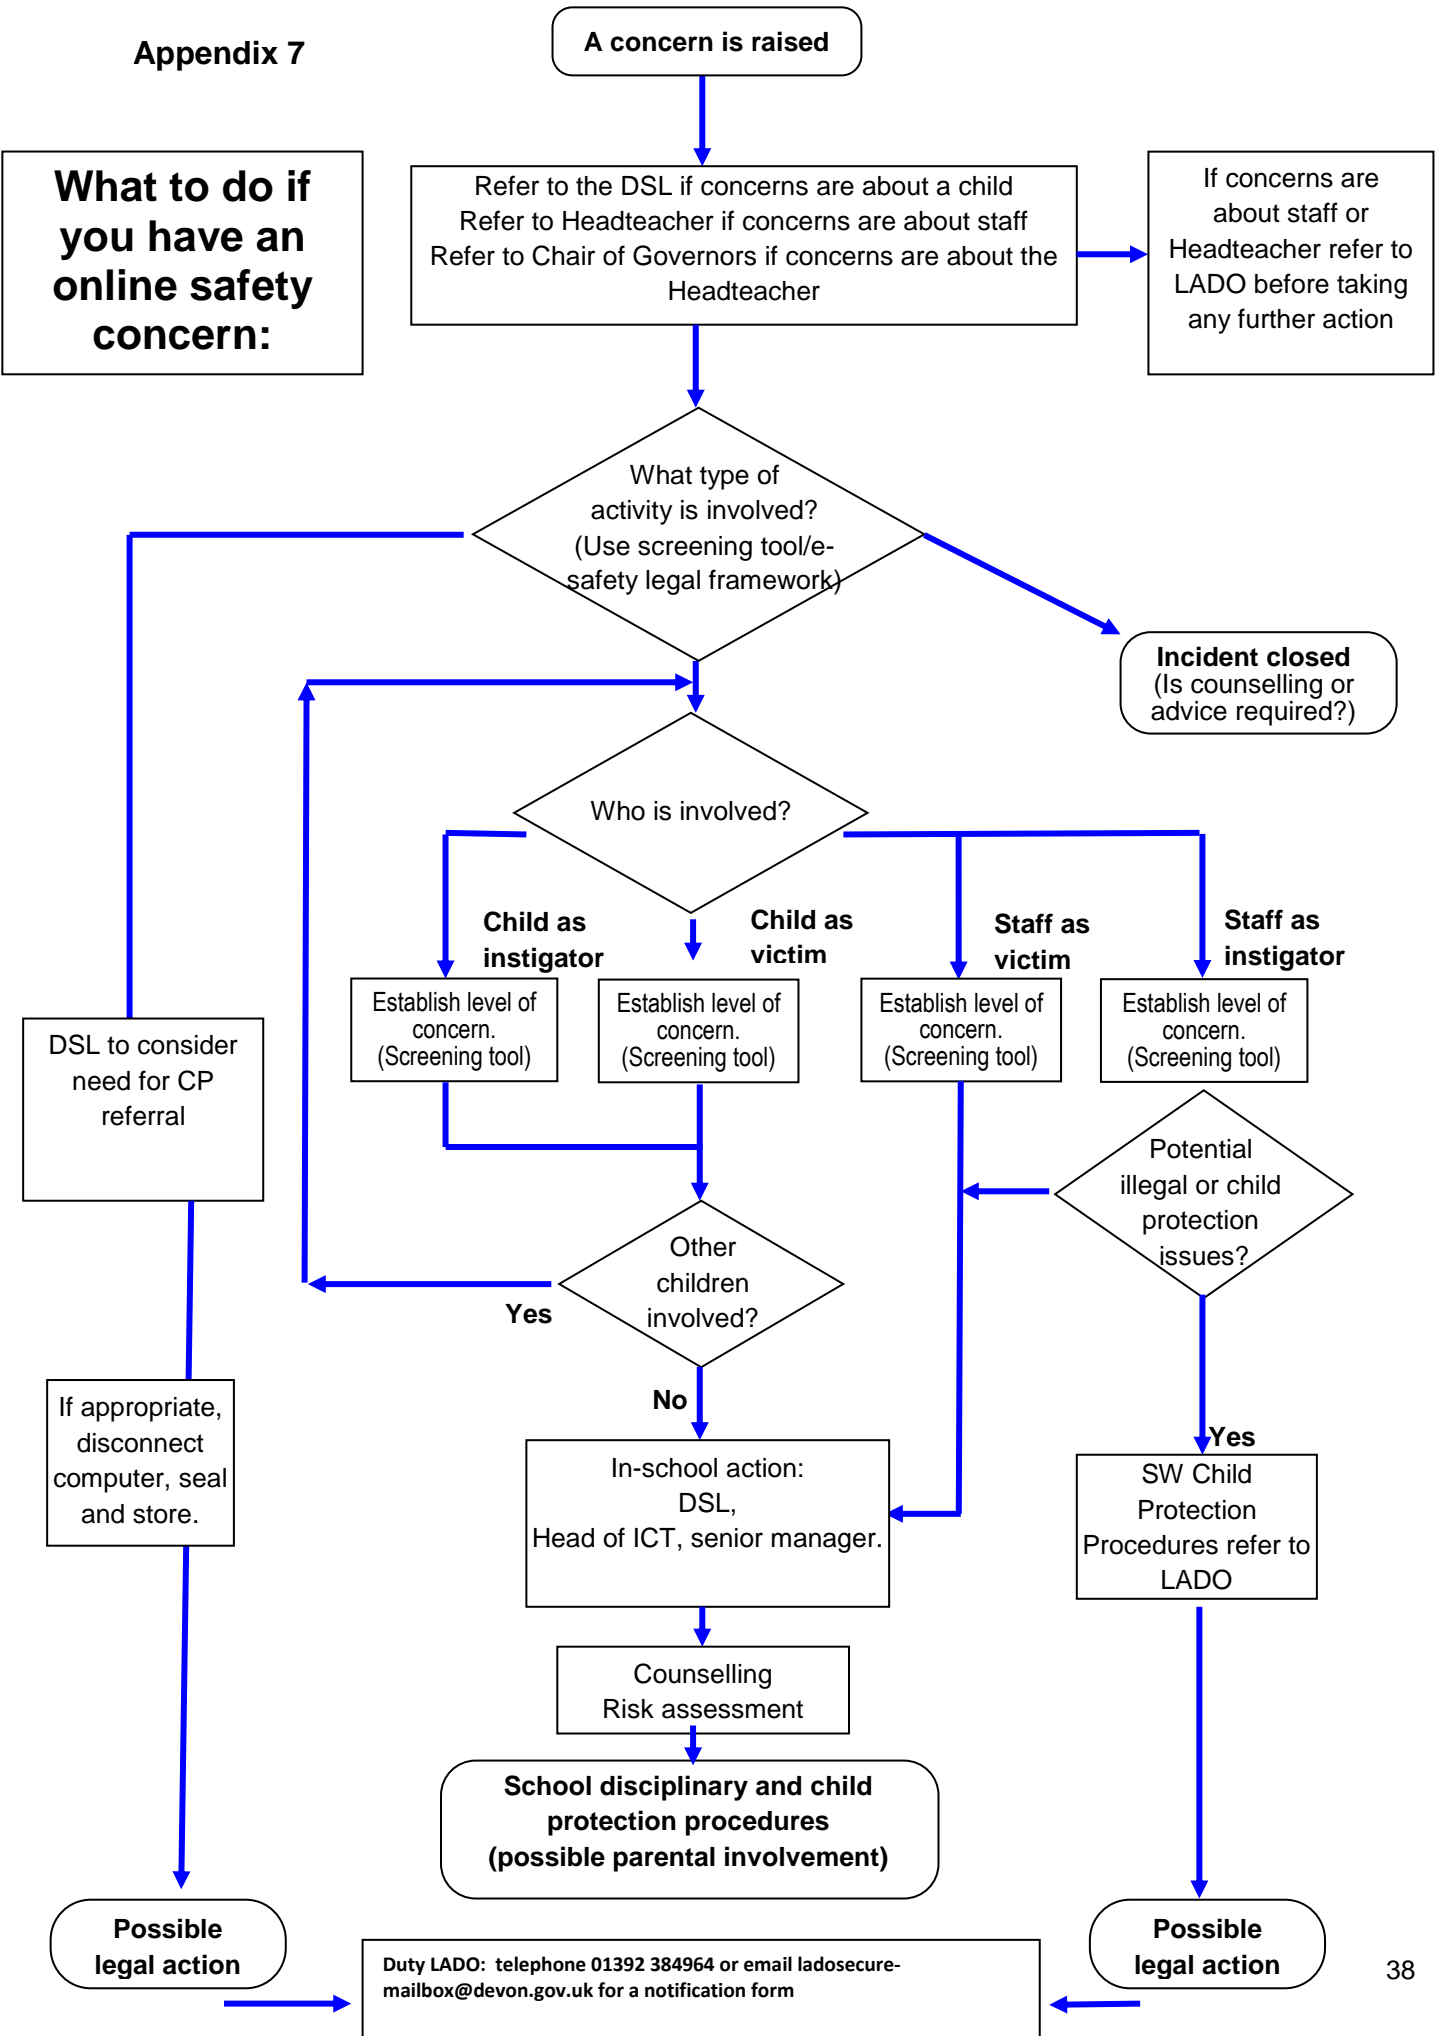 Appendix 7
A concern is raised
What to do if
you have an
online safety
concern:
Refer to the DSL if concerns are about a child
Refer to Headteacher if concerns are about staff
Refer to Chair of Governors if concerns are about the
Headteacher
If concerns are
about staff or
Headteacher refer to
LADO before taking
any further action
What type of
activity is involved?
(Use screening tool/e-
safety legal framework)
Incident closed
(Is counselling or
advice required?)
Who is involved?
Child as
instigator
Child as
victim
Staff as
victim
Staff as
instigator
Establish level of
concern.
(Screening tool)
Establish level of
concern.
(Screening tool)
Establish level of
concern.
(Screening tool)
Establish level of
concern.
(Screening tool)
DSL to consider
need for CP
referral
Potential
illegal or child
protection
issues?
Other
children
involved?
Yes
No
If appropriate,
disconnect
computer, seal
and store.
In-school action:
DSL,
Head of ICT, senior manager.
Yes
SW Child
Protection
Procedures refer to
LADO
Counselling
Risk assessment
School disciplinary and child
protection procedures
(possible parental involvement)
Possible
legal action
Possible
legal action
Duty LADO:  telephone 01392 384964 or email ladosecure-
mailbox@devon.gov.uk for a notification form
38